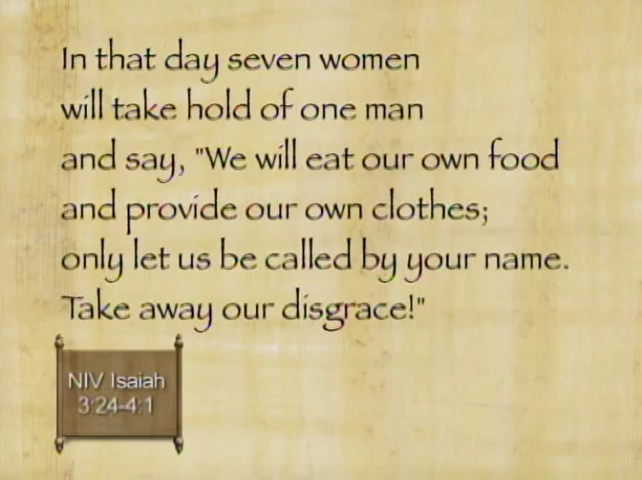 In that day seven women
will take hold of one man
and say, "We will eat our own food
and provide our own clothes;
only let us be called by your name.
Take away our disgrace!"
NIV Isaiah
3:24-4:1